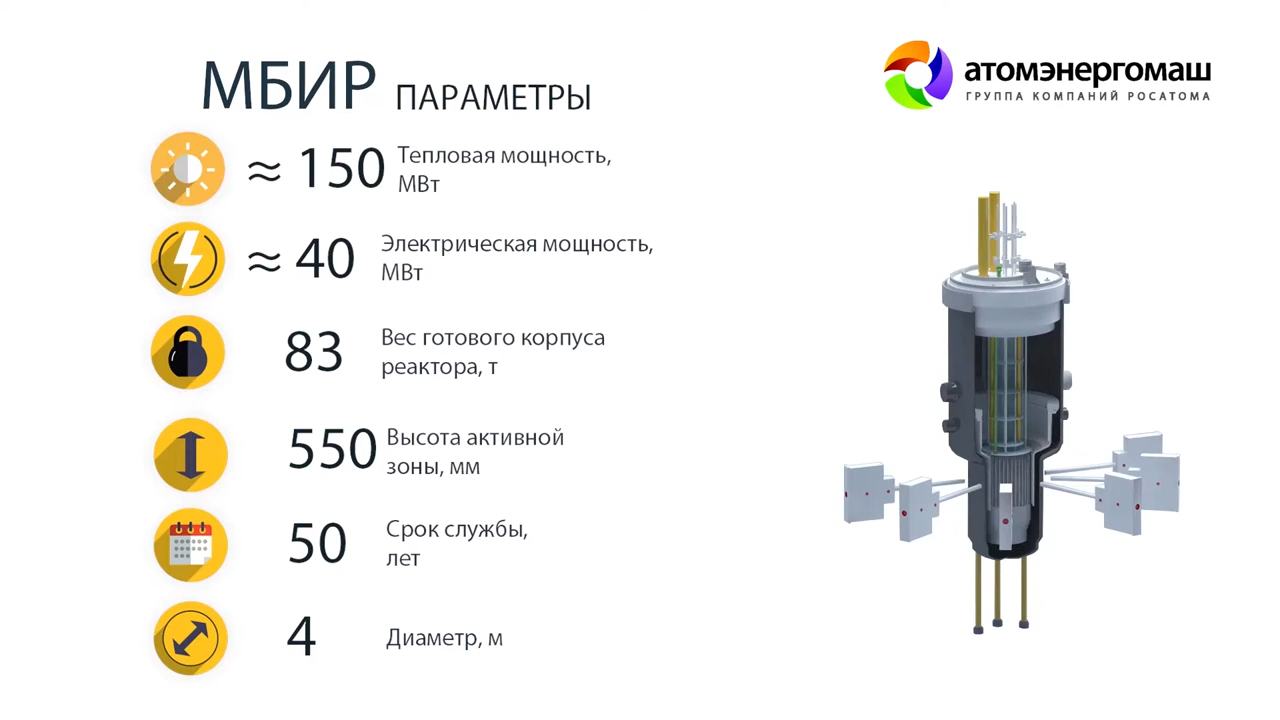 МБИР ПАРАМЕТРЫ
атомэнергомаш
ГРУППА КОМПАНИЙ РОСАТОМА
≈ 150 Тепловая мощность,
МВт
≈ 40 Электрическая мощность,
МВт
83 Вес готового корпуса
реактора, т
550 Высота активной
зоны, мм
50 Срок службы,
лет
4 Диаметр, м